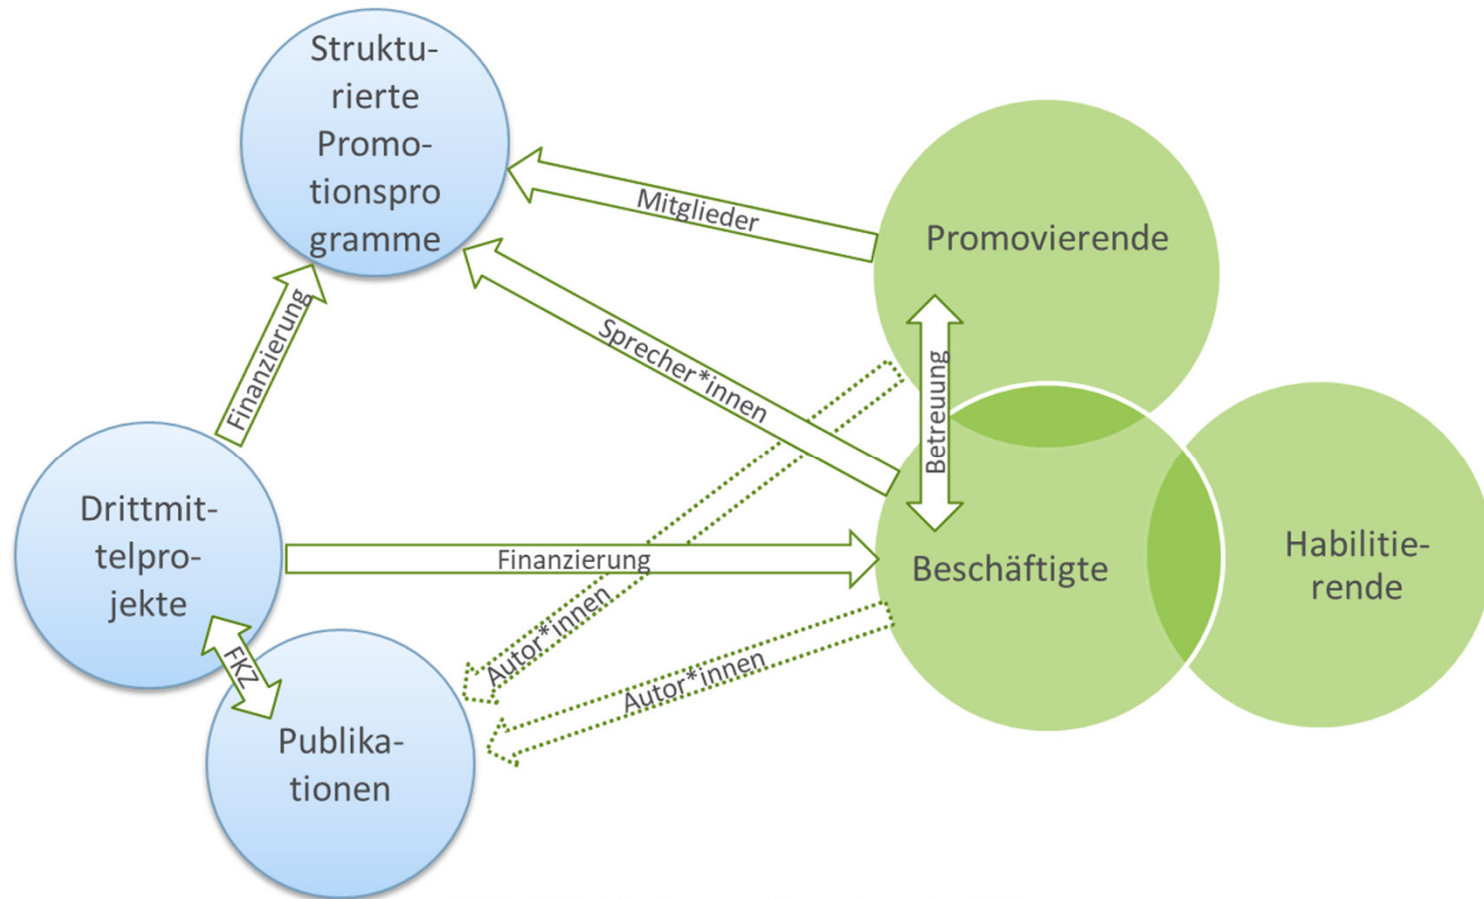 Struktu-
rierte
Promo-
tionspro
gramme
Mitglieder
Promovierende
Sprecher*innen
Finanzierung
Betreuung
Drittmit-
telpro-
jekte
Finanzierung
Beschäftigte
Habilitie-
rende
Autor*innen
Autor*innen
FKZ
Publika-
tionen